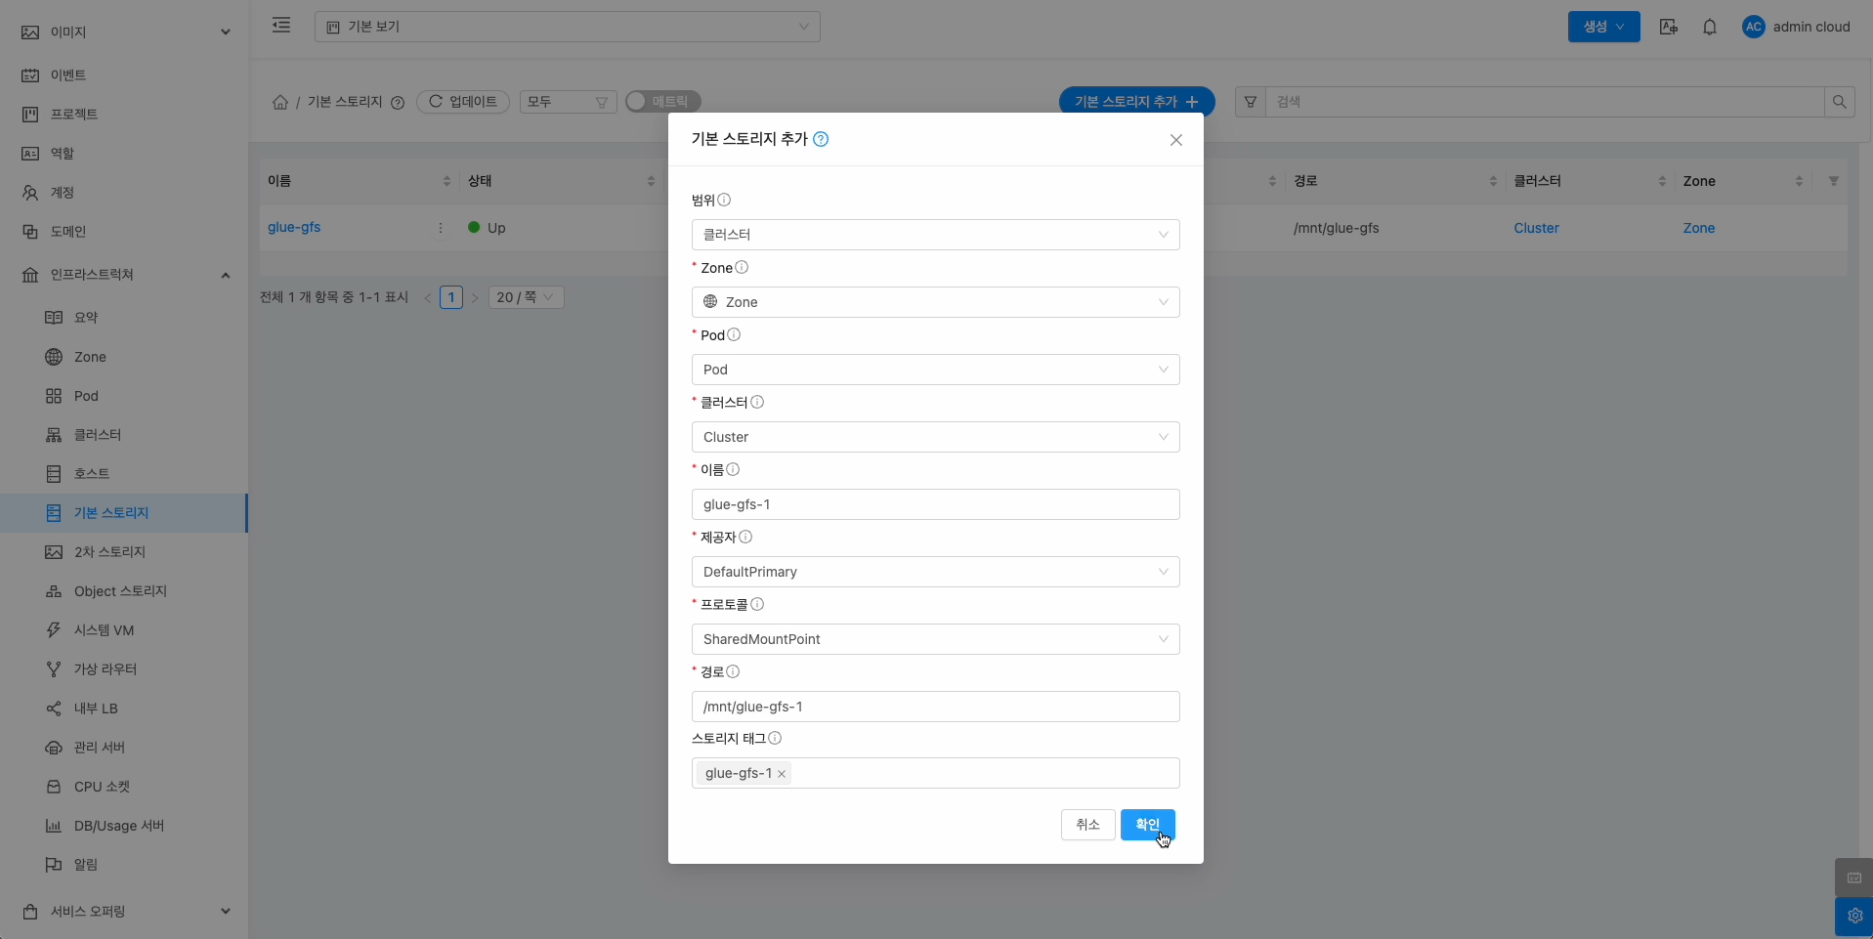 이미지
이벤트
프로젝트
역할
계정
도메인
인프라스트럭쳐
요약
Zone
Pod
클러스터
호스트
기본 스토리지
2차 스토리지
Object 스토리지
시스템 VM
가상 라우터
내부 LB
관리 서버
CPU 소켓
DB/Usage 서버
알림
서비스 오퍼링
기본 보기
생성
AC admin cloud
/ 기본 스토리지 업데이트 모두 메트릭
기본 스토리지 추가 +
검색
이름 상태 경로 클러스터 Zone
glue-gfs Up /mnt/glue-gfs Cluster Zone
전체 1 개 항목 중 1-1 표시 < 1 > 20 / 쪽
기본 스토리지 추가
범위
클러스터
* Zone
Zone
* Pod
Pod
* 클러스터
Cluster
* 이름
glue-gfs-1
* 제공자
DefaultPrimary
* 프로토콜
SharedMountPoint
* 경로
/mnt/glue-gfs-1
스토리지 태그
glue-gfs-1
취소 확인